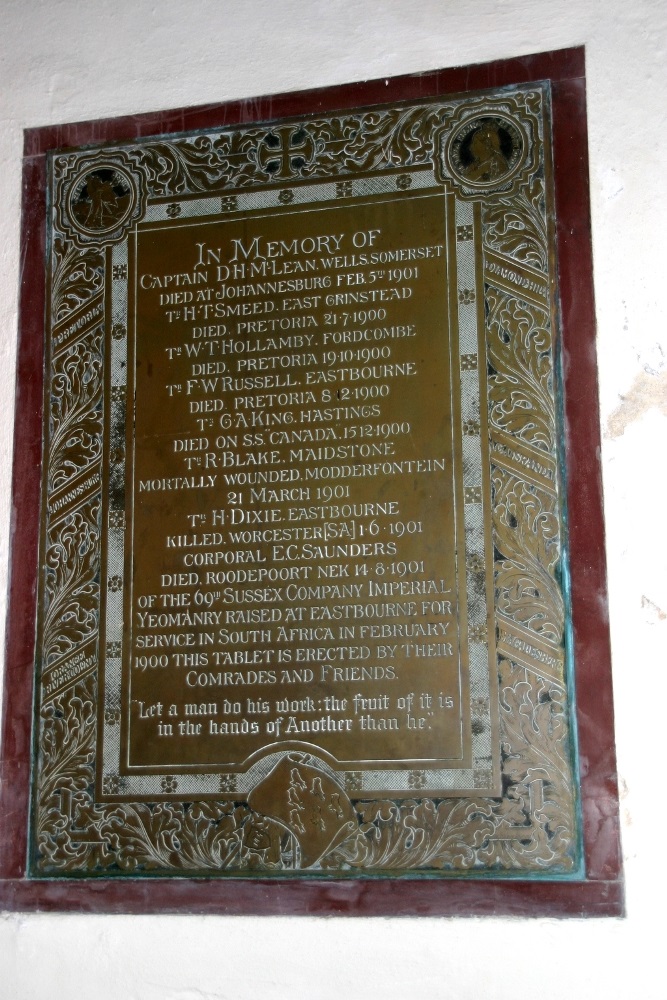 IN MEMORY OF
CAPTAIN D.H. McLEAN. WELLS. SOMERSET
DIED AT JOHANNESBURG FEB. 5TH 1901
TR H.T. SMEED. EAST GRINSTEAD
DIED. PRETORIA 21·7·1900
TR W.T. HOLLAMBY. FORDCOMBE
DIED. PRETORIA 19·10·1900
TR F.W. RUSSELL. EASTBOURNE
DIED. PRETORIA 8·12·1900
TR G.A. KING. HASTINGS
DIED ON S.S. "CANADA". 15·12·1900
TR R. BLAKE. MAIDSTONE
MORTALLY WOUNDED. MODDERFONTEIN
21 MARCH 1901
TR H. DIXIE. EASTBOURNE
KILLED. WORCESTER [S.A.] 1·6·1901
CORPORAL E.C. SAUNDERS
DIED. ROODEPOORT NEK 14·8·1901
OF THE 69TH SUSSEX COMPANY IMPERIAL
YEOMANRY RAISED AT EASTBOURNE FOR
SERVICE IN SOUTH AFRICA IN FEBRUARY
1900 THIS TABLET IS ERECTED BY THEIR
COMRADES AND FRIENDS.
"Let a man do his work: the fruit of it is
in the hands of Another than he".